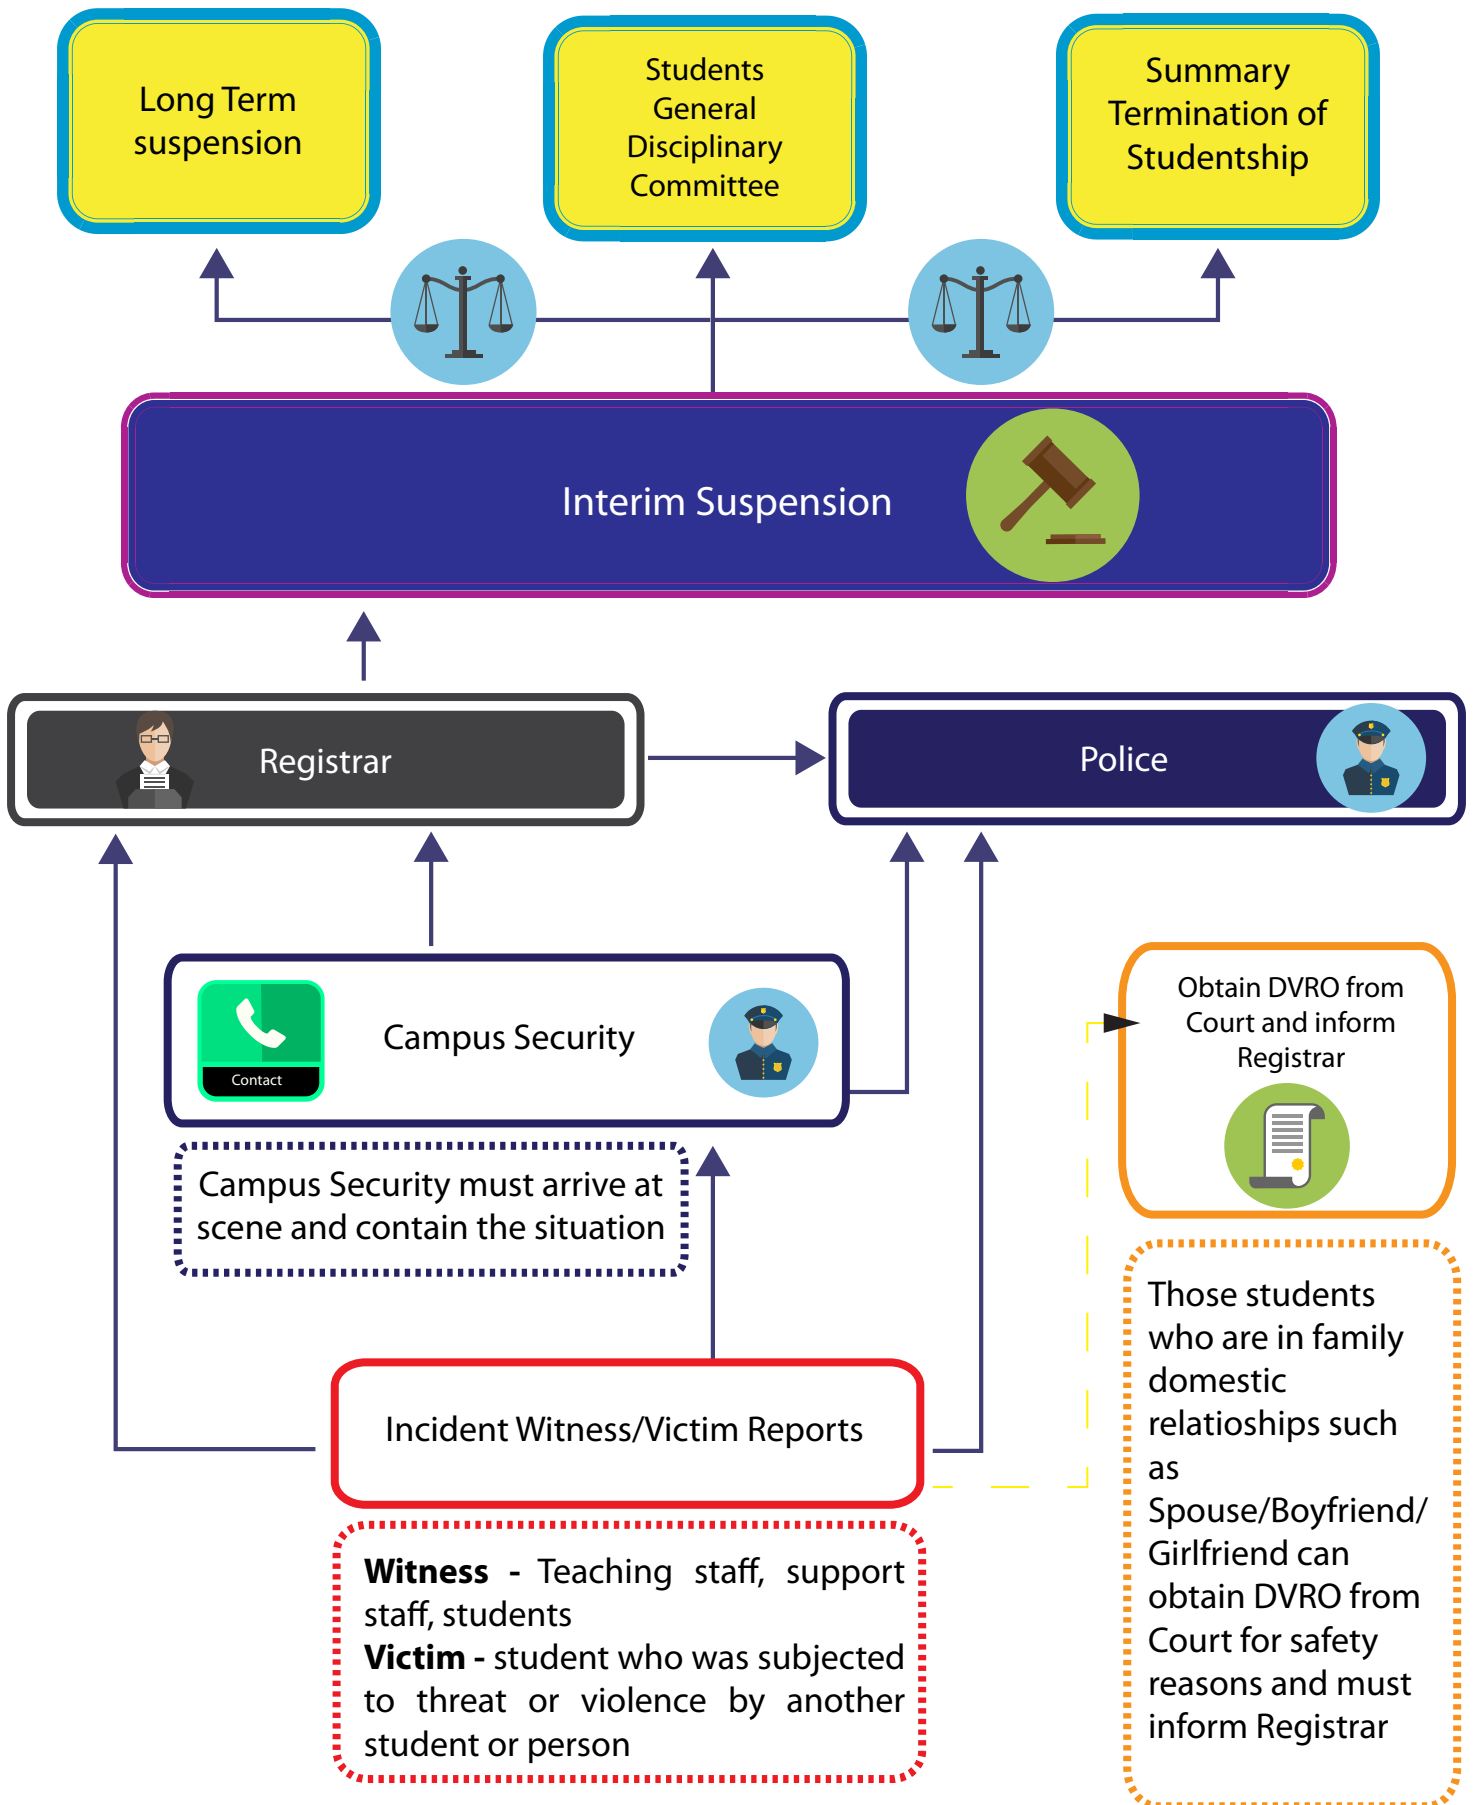 Long Term
suspension
Students
General
Disciplinary
Committee
Summary
Termination of
Studentship
Interim Suspension
Registrar
Police
Contact
Campus Security
Obtain DVRO from
Court and inform
Registrar
Campus Security must arrive at
scene and contain the situation
Incident Witness/Victim Reports
Witness - Teaching staff, support
staff, students
Victim - student who was subjected
to threat or violence by another
student or person
Those students
who are in family
domestic
relatioships such
as
Spouse/Boyfriend/
Girlfriend can
obtain DVRO from
Court for safety
reasons and must
inform Registrar